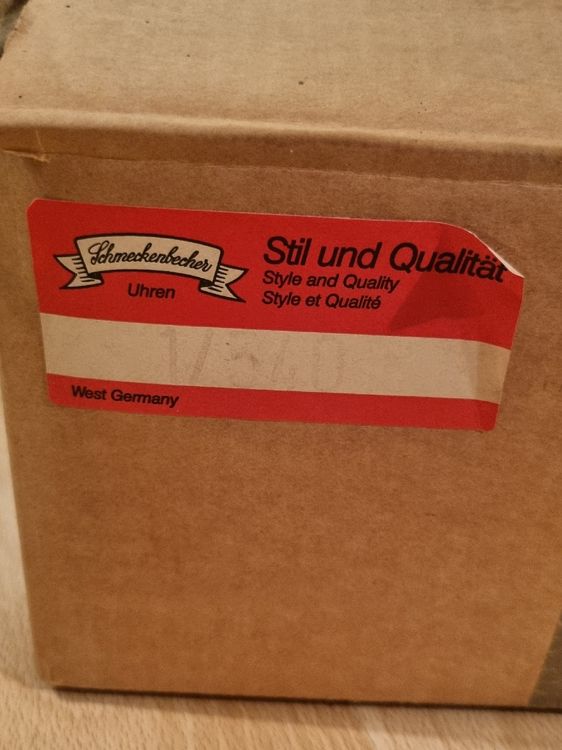 Schmeckenbecher
Uhren
Stil und Qualität
Style and Quality
Style et Qualité
West Germany